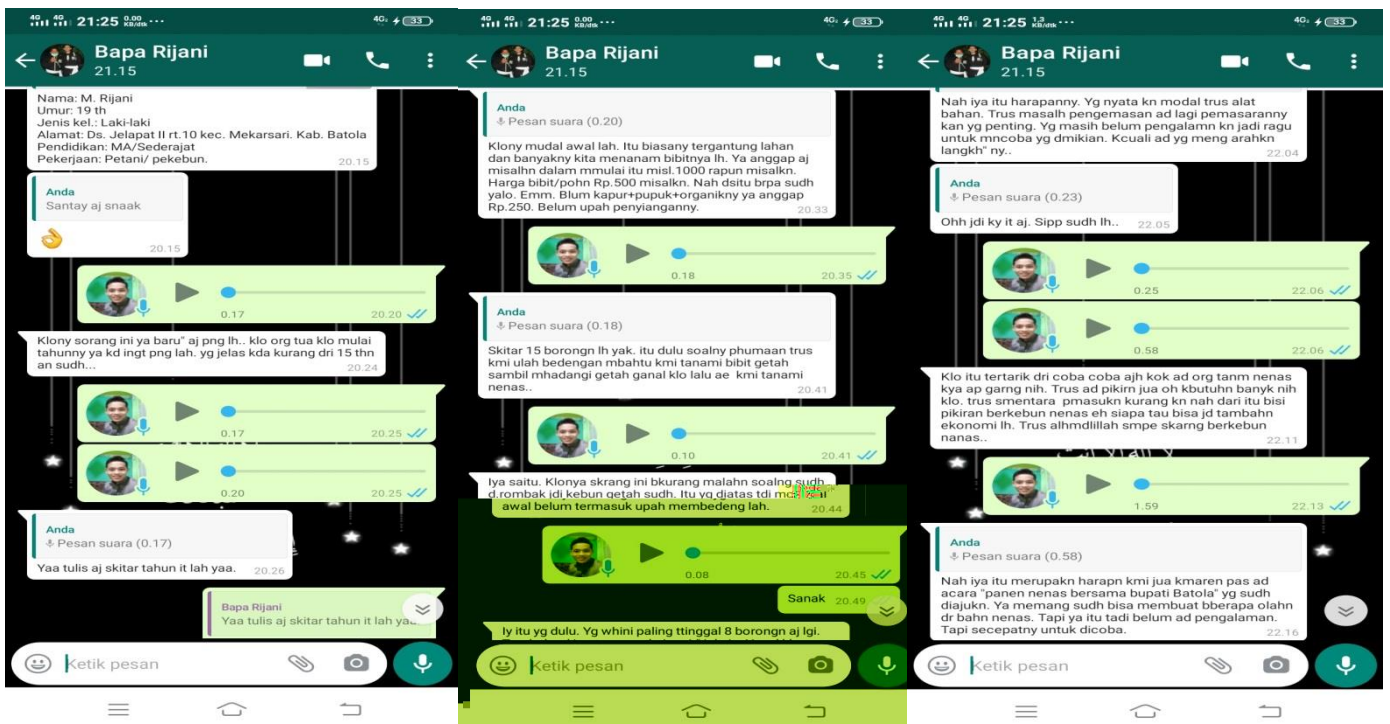 21:25 0.00 KB/dtk ... 4G 33
Bapa Rijani
21.15
Nama: M. Rijani
Umur: 19 th
Jenis kel.: Laki-laki
Alamat: Ds. Jelapat II rt.10 kec. Mekarsari. Kab. Batola
Pendidikan: MA/Sederajat
Pekerjaan: Petani/ pekebun.
20.15
Anda
Santay aj snaak
20.15
0.17 20.20
Klony sorang ini ya baru" aj png lh.. klo org tua klo mulai
tahunny ya kd ingt png lah. yg jelas kda kurang dri 15 thn
an sudh...
20.24
0.17 20.25
0.20 20.25
Anda
Pesan suara (0.17)
Yaa tulis aj skitar tahun it lah yaa.
20.26
Bapa Rijani
Yaa tulis aj skitar tahun it lah yaa.
Ketik pesan
21:25 0.00 KB/dtk ... 4G 33
Bapa Rijani
21.15
Anda
Pesan suara (0.20)
Klony mudal awal lah. Itu biasany tergantung lahan
dan banyakny kita menanam bibitnya lh. Ya anggap aj
misalhn dalam mmulai itu misl.1000 rapun misalkn.
Harga bibit/pohn Rp.500 misalkn. Nah dsitu brpa sudh
yalo. Emm. Blum kapur+pupuk+organikny ya anggap
Rp.250. Belum upah penyianganny.
20.33
0.18 20.35
Anda
Pesan suara (0.18)
Skitar 15 borongn lh yak. itu dulu soalny phumaan trus
kmi ulah bedengan mbahtu kmi tanami bibit getah
sambil mhadangi getah ganal klo lalu ae kmi tanami
nenas..
20.41
0.10 20.41
Iya saitu. Klonya skrang ini bkurang malahn soalng sudh
d.rombak jdi kebun getah sudh. Itu yg diatas tdi
awal belum termasuk upah membedeng lah.
20.44
0.08 20.45
Sanak 20.49
Iy itu yg dulu. Yg whini paling ttinggal 8 borongn aj lgi.
Ketik pesan
21:25 1,3 KB/dtk ... 4G 33
Bapa Rijani
21.15
Nah iya itu harapanny. Yg nyata kn modal trus alat
bahan. Trus masalh pengemasan ad lagi pemasaranny
kan yg penting. Yg masih belum pengalamn kn jadi ragu
untuk mncoba yg dmikian. Kcuali ad yg meng arahkn
langkh" ny..
22.04
Anda
Pesan suara (0.23)
Ohh jdi ky it aj. Sipp sudh lh..
22.05
0.25 22.06
0.58 22.06
Klo itu tertarik dri coba coba ajh kok ad org tanm nenas
kya ap garng nih. Trus ad pikirn jua oh kbutuhn banyk nih
klo. trus smentara pmasukn kurang kn nah dari itu bisi
pikiran berkebun nenas eh siapa tau bisa jd tambahn
ekonomi lh. Trus alhmdlillah smpe skarng berkebun
nanas..
22.11
1.59 22.13
Anda
Pesan suara (0.58)
Nah iya itu merupakn harapn kmi jua kmaren pas ad
acara "panen nenas bersama bupati Batola" yg sudh
diajukn. Ya memang sudh bisa membuat bberapa olahn
dr bahn nenas. Tapi ya itu tadi belum ad pengalaman.
Tapi secepatny untuk dicoba.
22.16
Ketik pesan